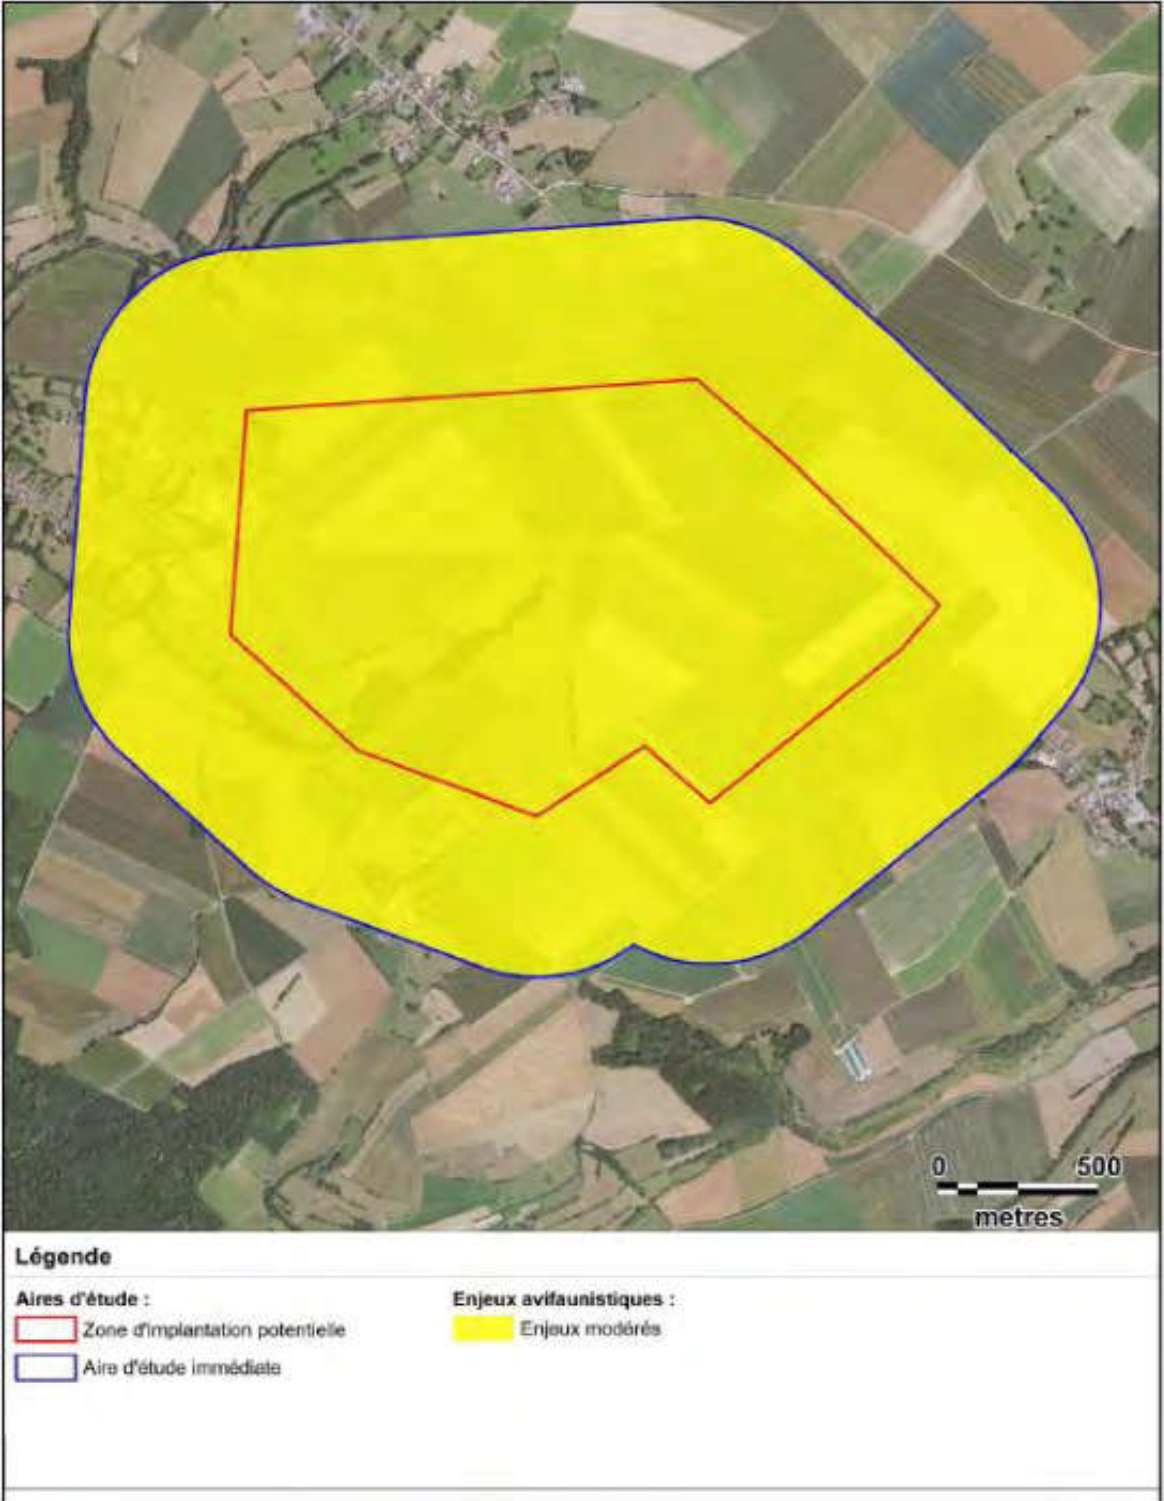 0 500
metres
Légende
Aires d'étude :
Zone d'implantation potentielle
Aire d'étude immédiate
Enjeux avifaunistiques :
Enjeux modérés